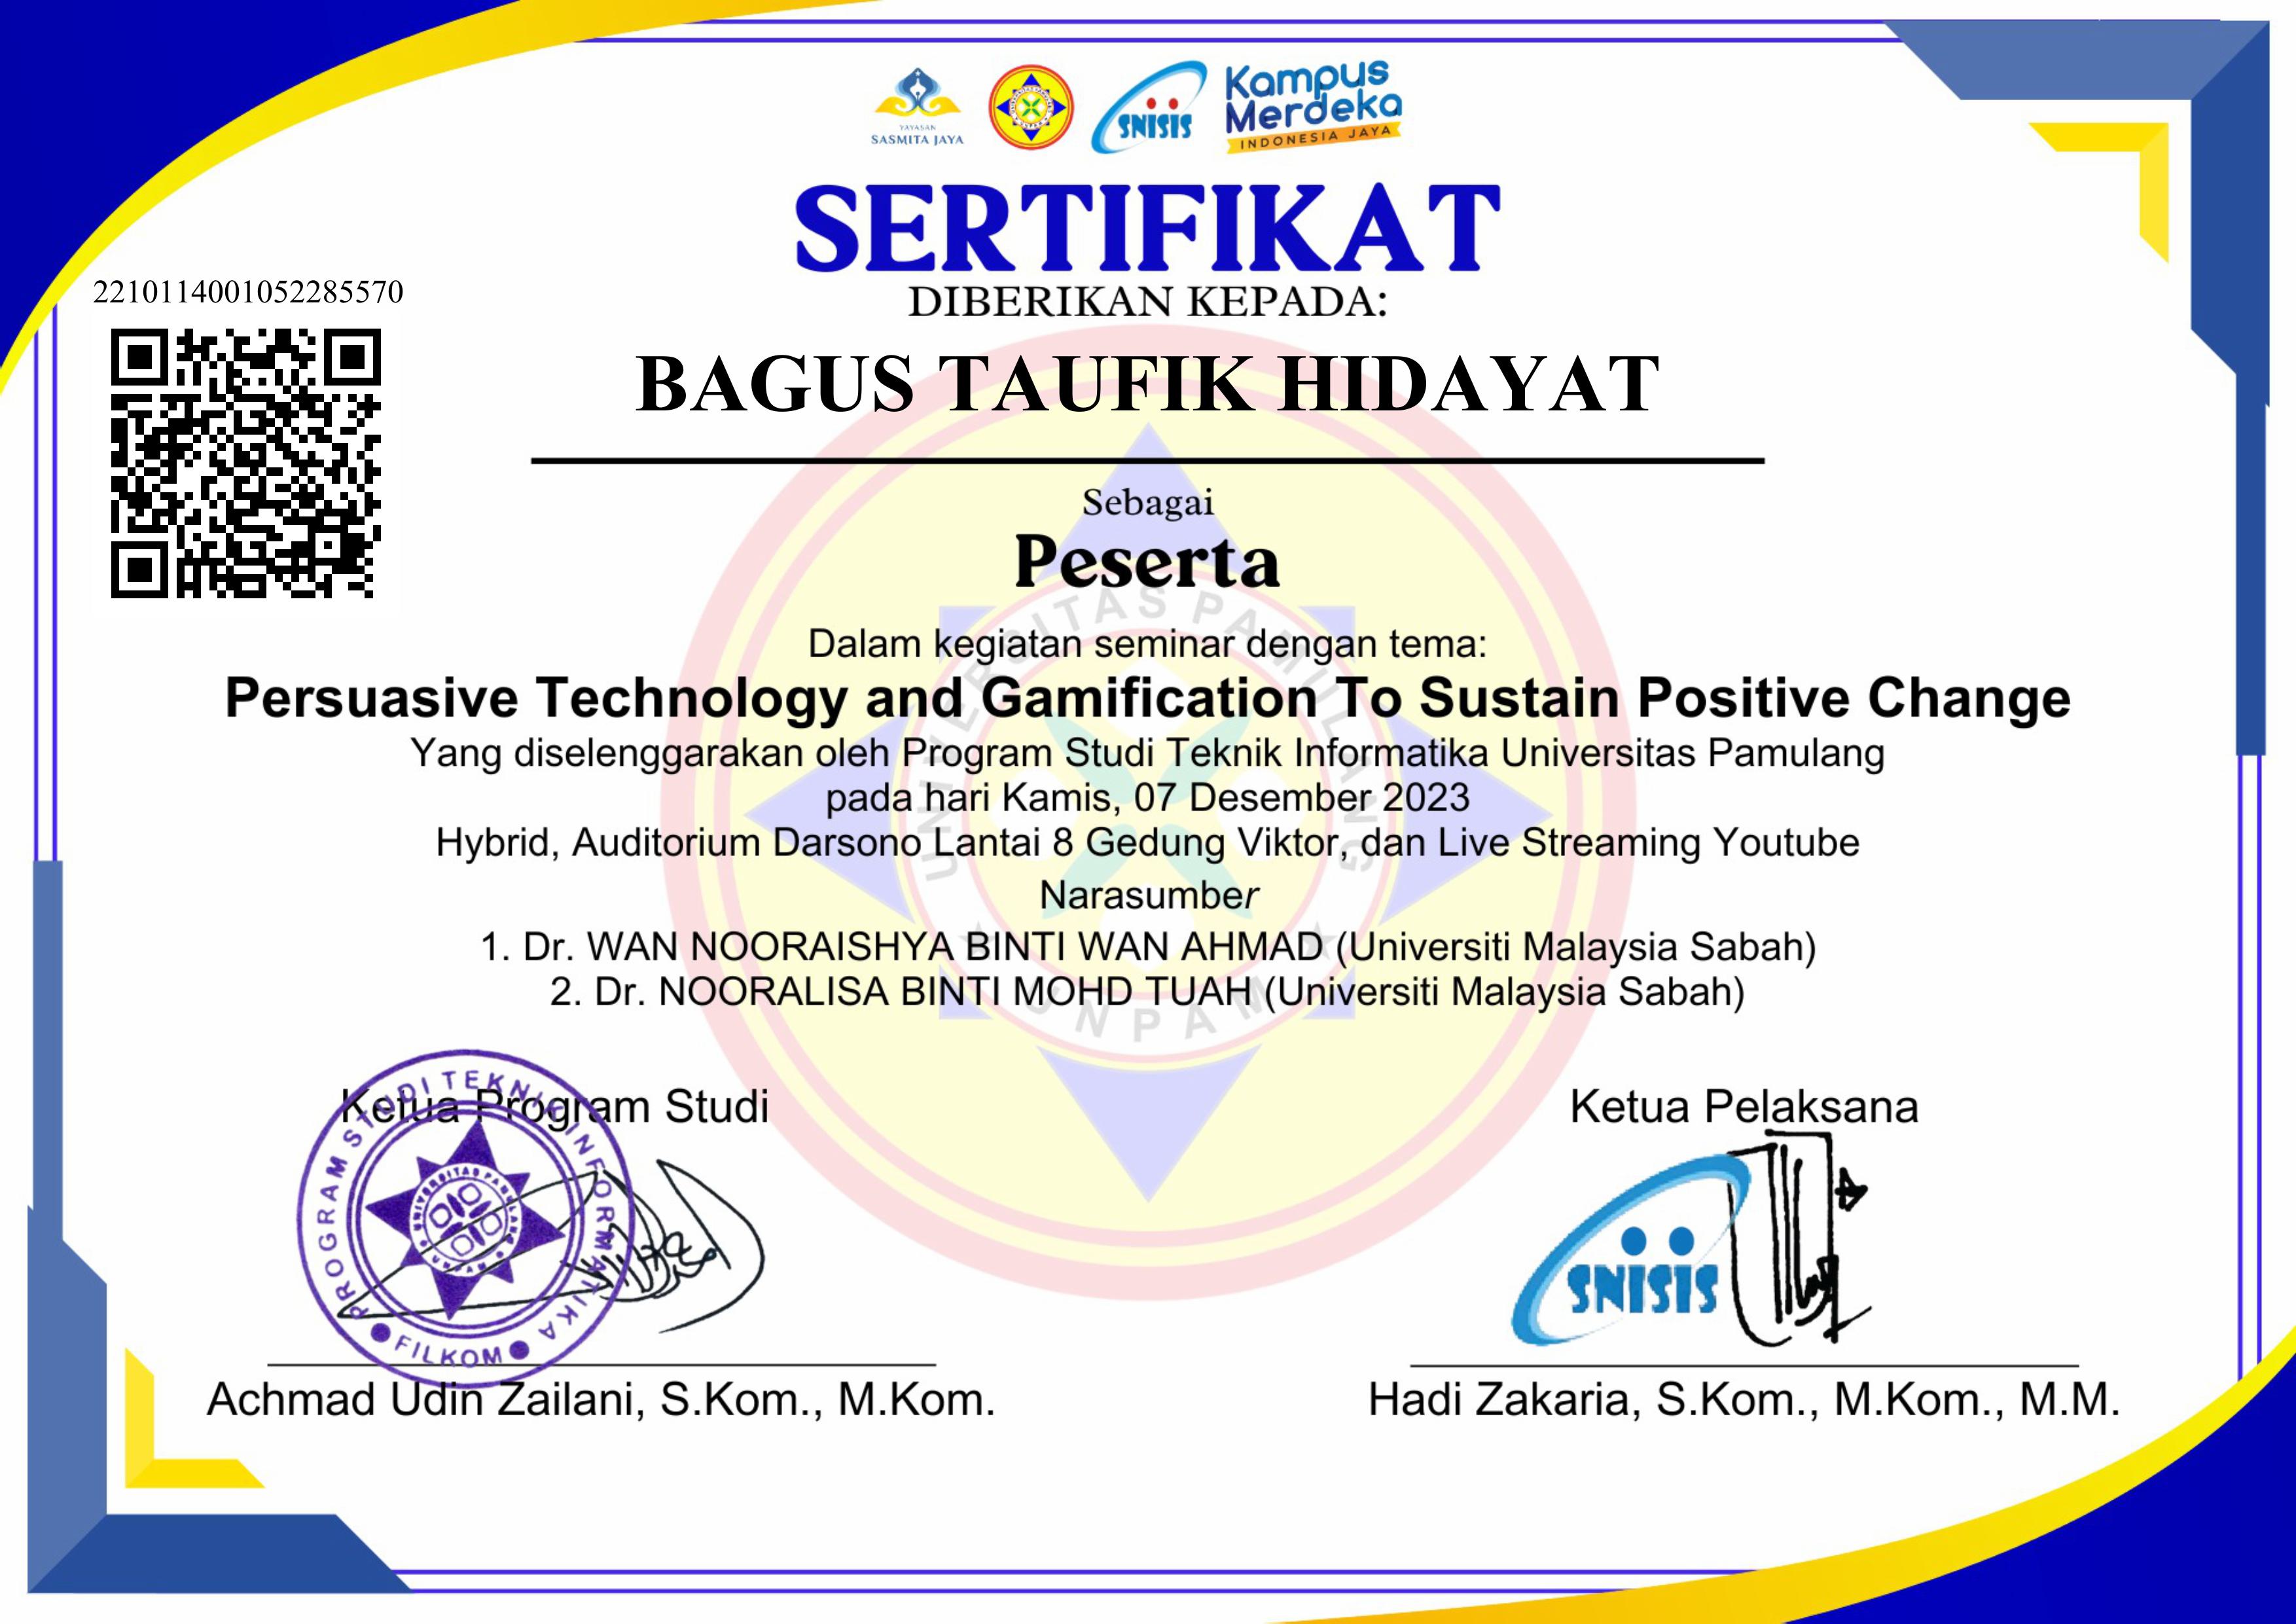 YAYASAN
SASMITA JAYA
SNISIS
Kampus
Merdeka
INDONESIA JAYA
SERTIFIKAT
DIBERIKAN KEPADA:
2210114001052285570
BAGUS TAUFIK HIDAYAT
Sebagai
Peserta
Dalam kegiatan seminar dengan tema:
Persuasive Technology and Gamification To Sustain Positive Change
Yang diselenggarakan oleh Program Studi Teknik Informatika Universitas Pamulang
pada hari Kamis, 07 Desember 2023
Hybrid, Auditorium Darsono Lantai 8 Gedung Viktor, dan Live Streaming Youtube
Narasumber
1. Dr. WAN NOORAISHYA BINTI WAN AHMAD (Universiti Malaysia Sabah)
2. Dr. NOORALISA BINTI MOHD TUAH (Universiti Malaysia Sabah)
UNIVERSITAS PAMULANG
UNPAM
Ketua Program Studi
PROGRAM STUDI TEKNIK INFORMATIKA
FILKOM
UNIVERSITAS PAMULANG
UNPAM
Achmad Udin Zailani, S.Kom., M.Kom.
Ketua Pelaksana
SNISIS
Hadi Zakaria, S.Kom., M.Kom., M.M.